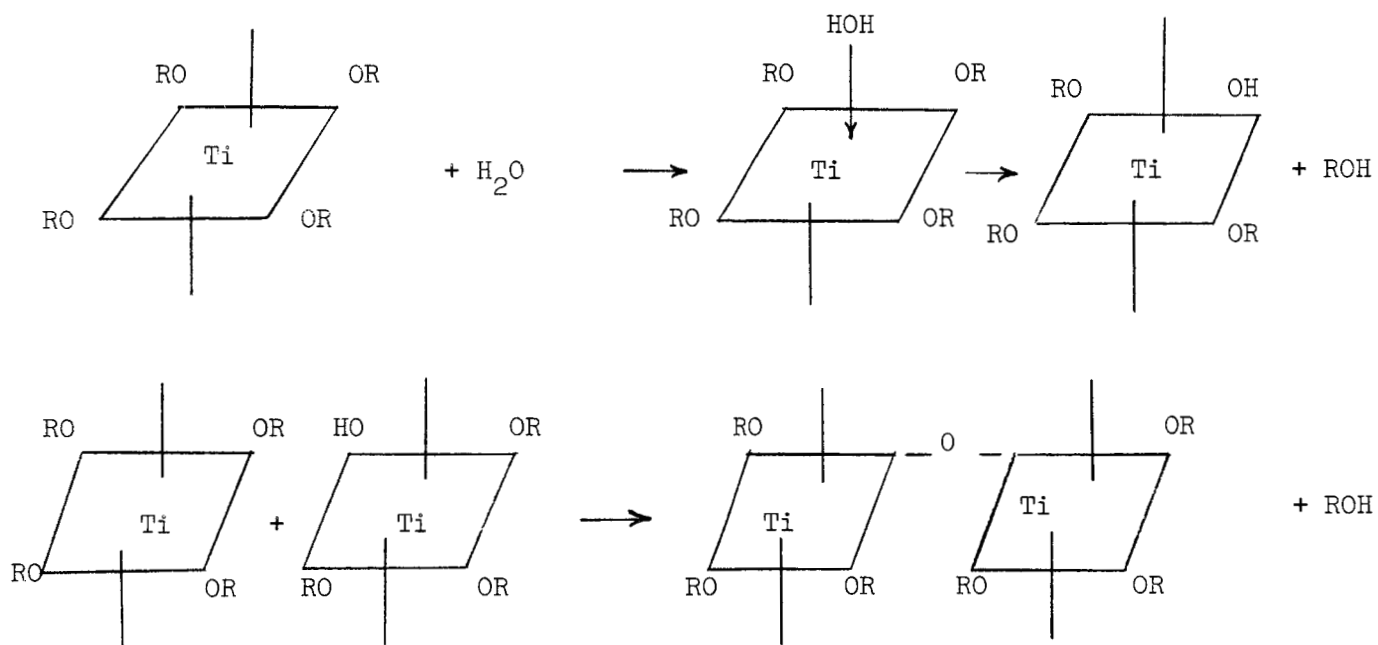 HOH
RO OR RO OR RO OH
Ti + H2O Ti Ti + ROH
RO OR RO OR RO OR
RO OR HO OR RO O OR
Ti + Ti Ti Ti + ROH
RO OR RO OR RO OR RO OR